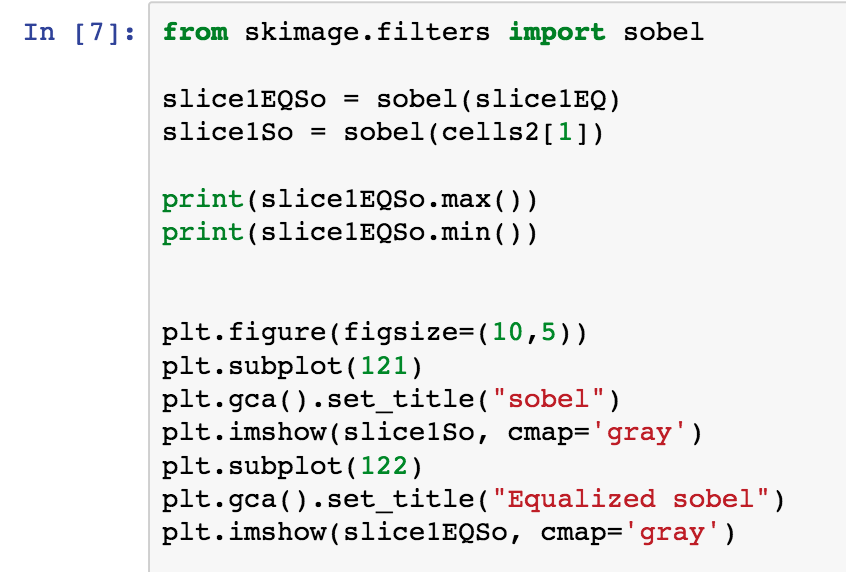 In [7]: from skimage.filters import sobel
slice1EQSo = sobel(slice1EQ)
slice1So = sobel(cells2[1])
print(slice1EQSo.max())
print(slice1EQSo.min())
plt.figure(figsize=(10,5))
plt.subplot(121)
plt.gca().set_title("sobel")
plt.imshow(slice1So, cmap='gray')
plt.subplot(122)
plt.gca().set_title("Equalized sobel")
plt.imshow(slice1EQSo, cmap='gray')